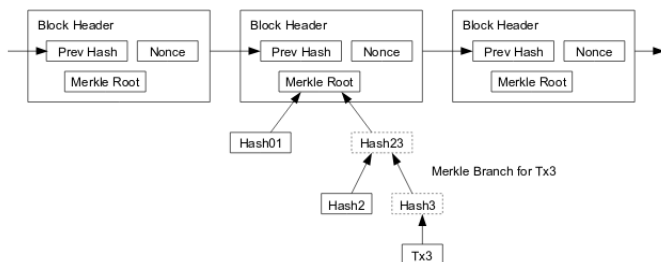 Block Header
Block Header
Block Header
Prev Hash
Nonce
Prev Hash
Nonce
Prev Hash
Nonce
Merkle Root
Merkle Root
Merkle Root
Hash01
Hash23
Merkle Branch for Tx3
Hash2
Hash3
Tx3